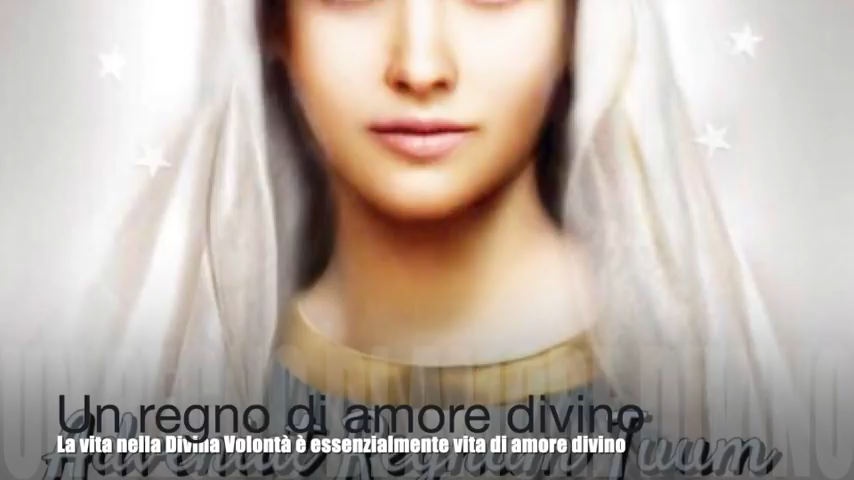 Un regno di amore divino
La vita nella Divina Volontà è essenzialmente vita di amore divino
Adveniat Regnum Tuum